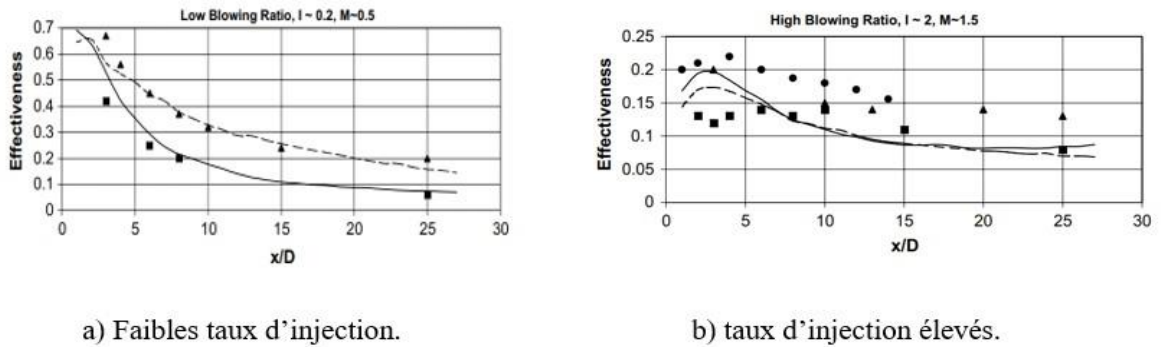 Low Blowing Ratio, I ~ 0.2, M~0.5
0.7
0.6
0.5
0.4
0.3
0.2
0.1
0
Effectiveness
0 5 10 15 20 25 30
x/D
High Blowing Ratio, I ~ 2, M~1.5
0.25
0.2
0.15
0.1
0.05
0
Effectiveness
0 5 10 15 20 25 30
x/D
a) Faibles taux d’injection.
b) taux d’injection élevés.